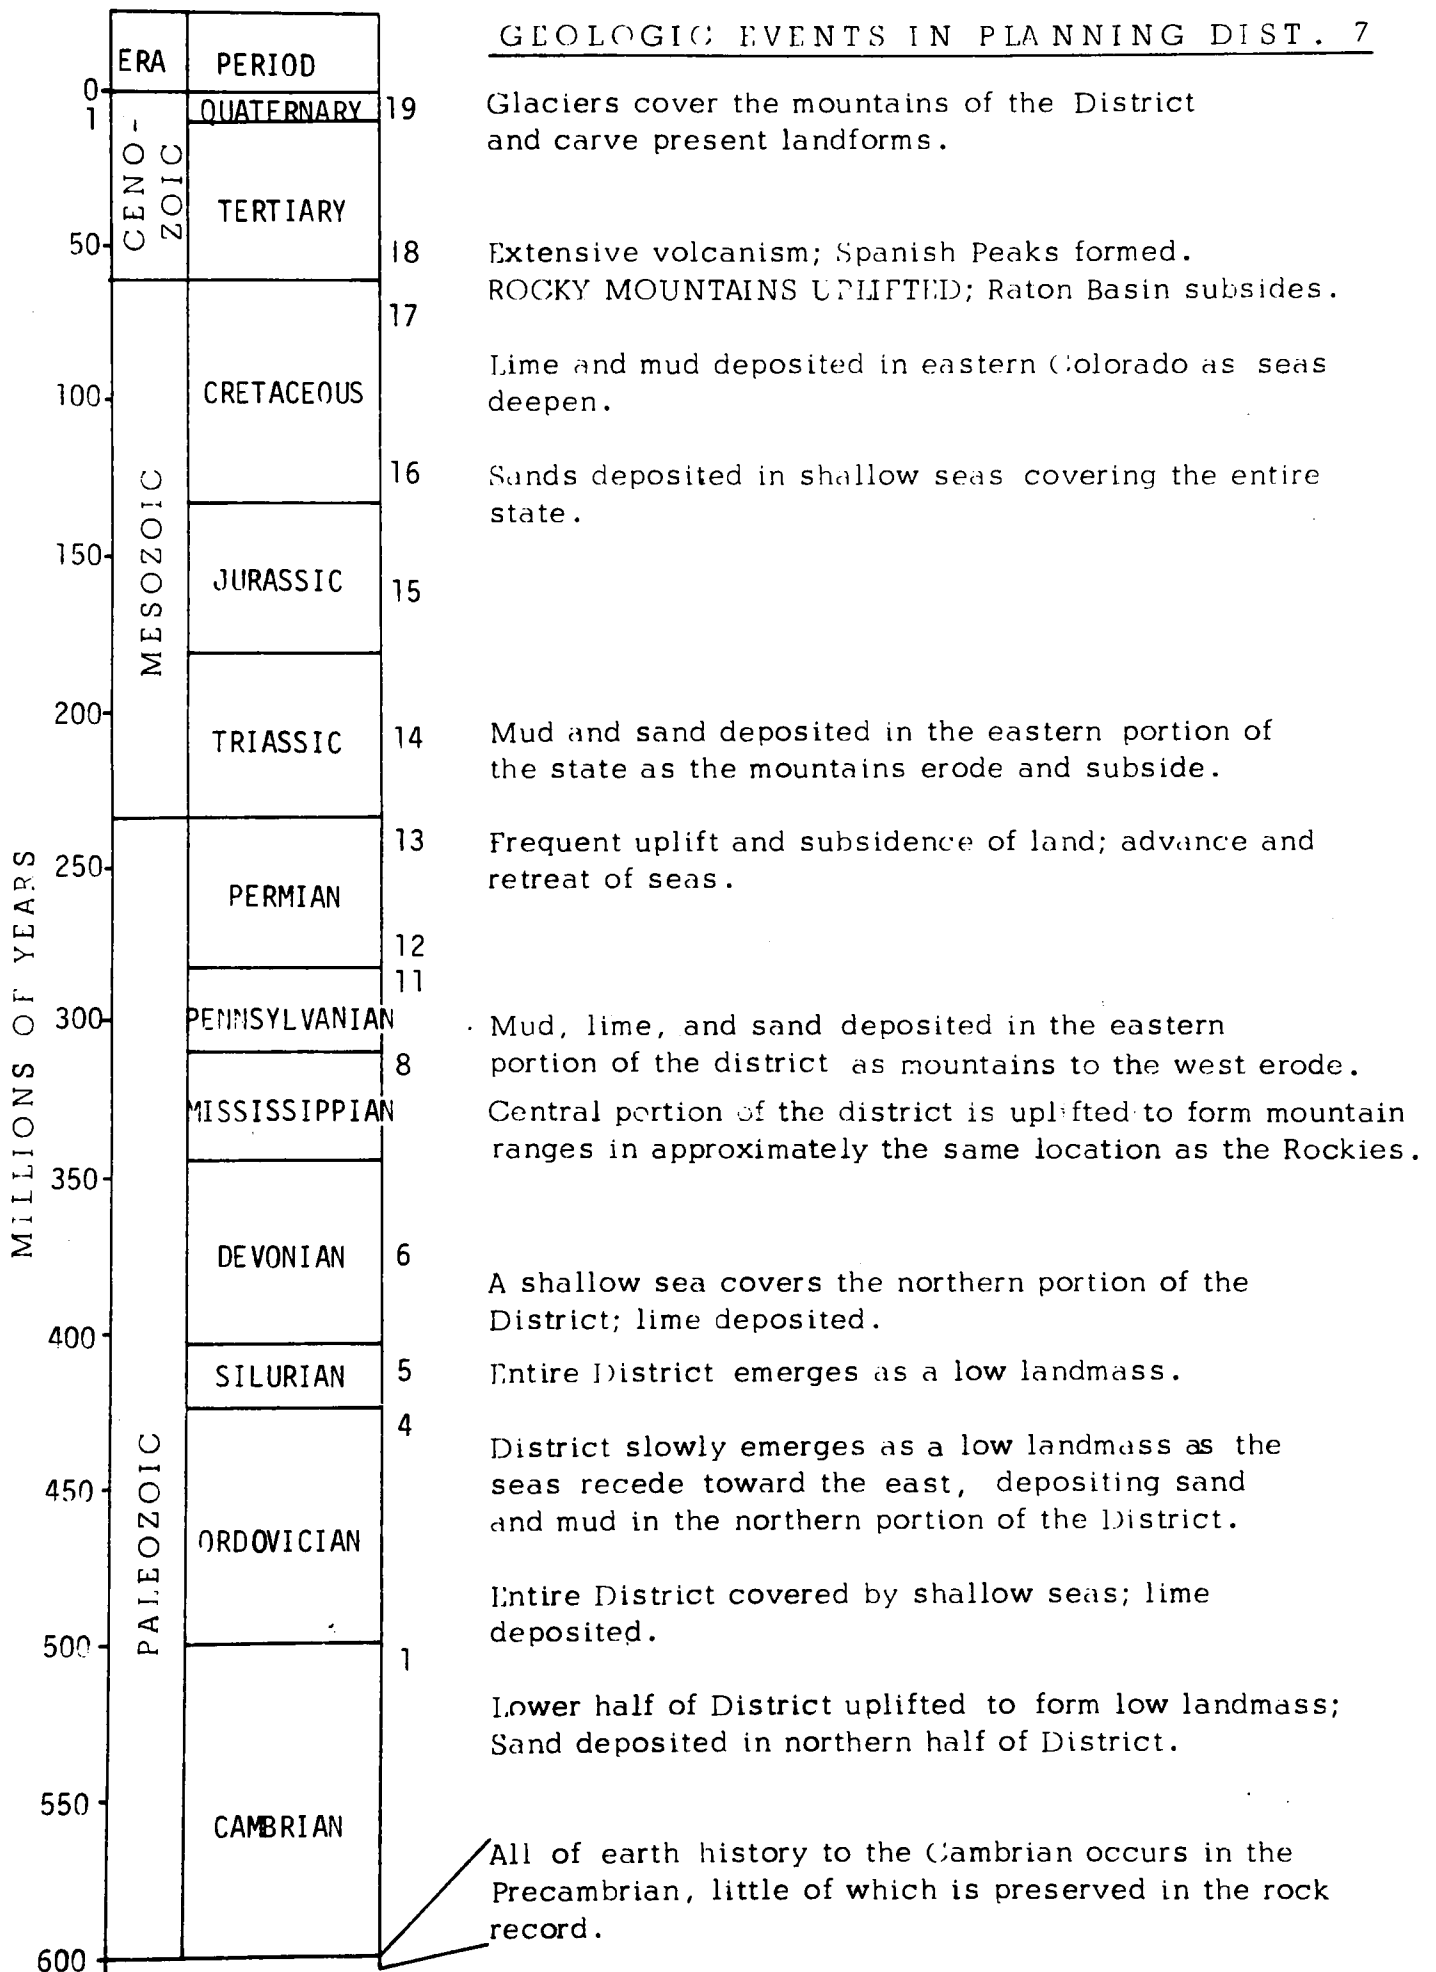 GEOLOGIC EVENTS IN PLANNING DIST. 7
ERA PERIOD
0
1
QUATERNARY 19
Glaciers cover the mountains of the District
and carve present landforms.
CENO-
ZOIC
TERTIARY
50
18
Extensive volcanism; Spanish Peaks formed.
ROCKY MOUNTAINS UPLIFTED; Raton Basin subsides.
17
Lime and mud deposited in eastern Colorado as seas
deepen.
100
CRETACEOUS
16
Sands deposited in shallow seas covering the entire
state.
MESOZOIC
150
JURASSIC
15
200
TRIASSIC
14
Mud and sand deposited in the eastern portion of
the state as the mountains erode and subside.
13
Frequent uplift and subsidence of land; advance and
retreat of seas.
250
PERMIAN
12
11
MILLIONS OF YEARS
300
PENNSYLVANIAN
Mud, lime, and sand deposited in the eastern
portion of the district as mountains to the west erode.
8
MISSISSIPPIAN
Central portion of the district is uplifted to form mountain
ranges in approximately the same location as the Rockies.
350
DEVONIAN
6
A shallow sea covers the northern portion of the
District; lime deposited.
400
SILURIAN
5
Entire District emerges as a low landmass.
4
District slowly emerges as a low landmass as the
seas recede toward the east, depositing sand
and mud in the northern portion of the District.
PALEOZOIC
450
ORDOVICIAN
Entire District covered by shallow seas; lime
deposited.
500
1
Lower half of District uplifted to form low landmass;
Sand deposited in northern half of District.
550
CAMBRIAN
All of earth history to the Cambrian occurs in the
Precambrian, little of which is preserved in the rock
record.
600